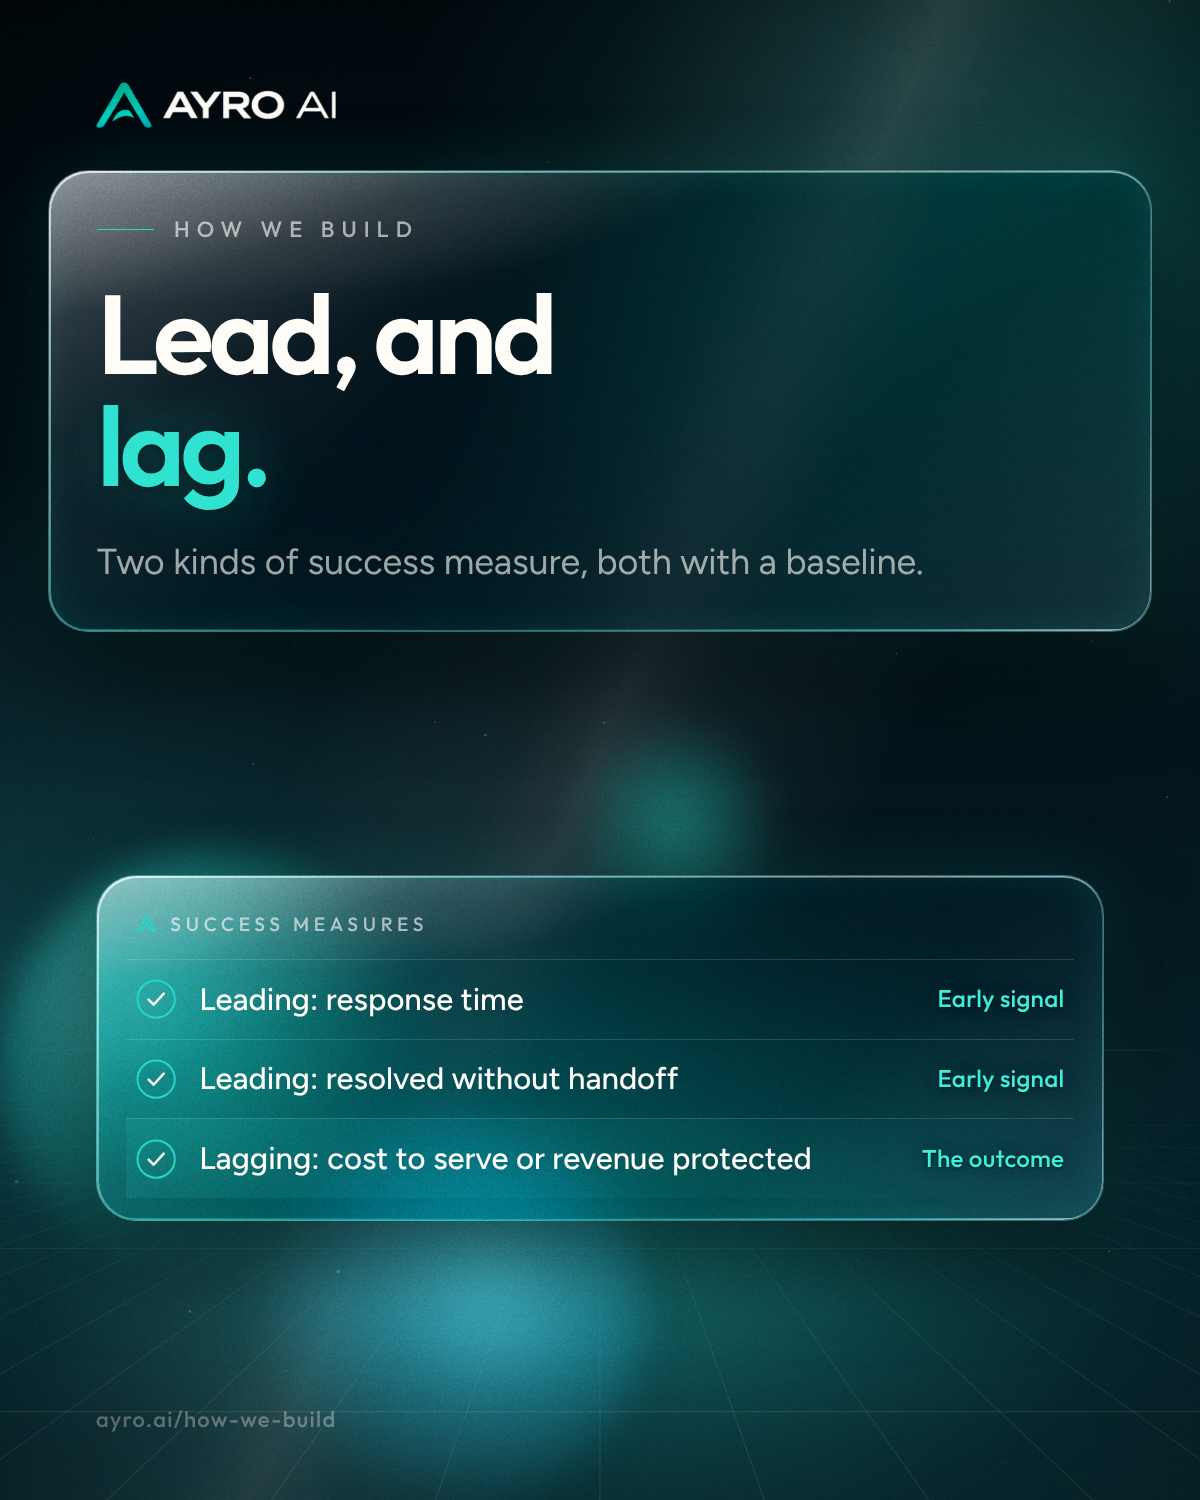 AYRO AI
HOW WE BUILD
Lead, and
lag.
Two kinds of success measure, both with a baseline.
SUCCESS MEASURES
Leading: response time
Early signal
Leading: resolved without handoff
Early signal
Lagging: cost to serve or revenue protected
The outcome
ayro.ai/how-we-build